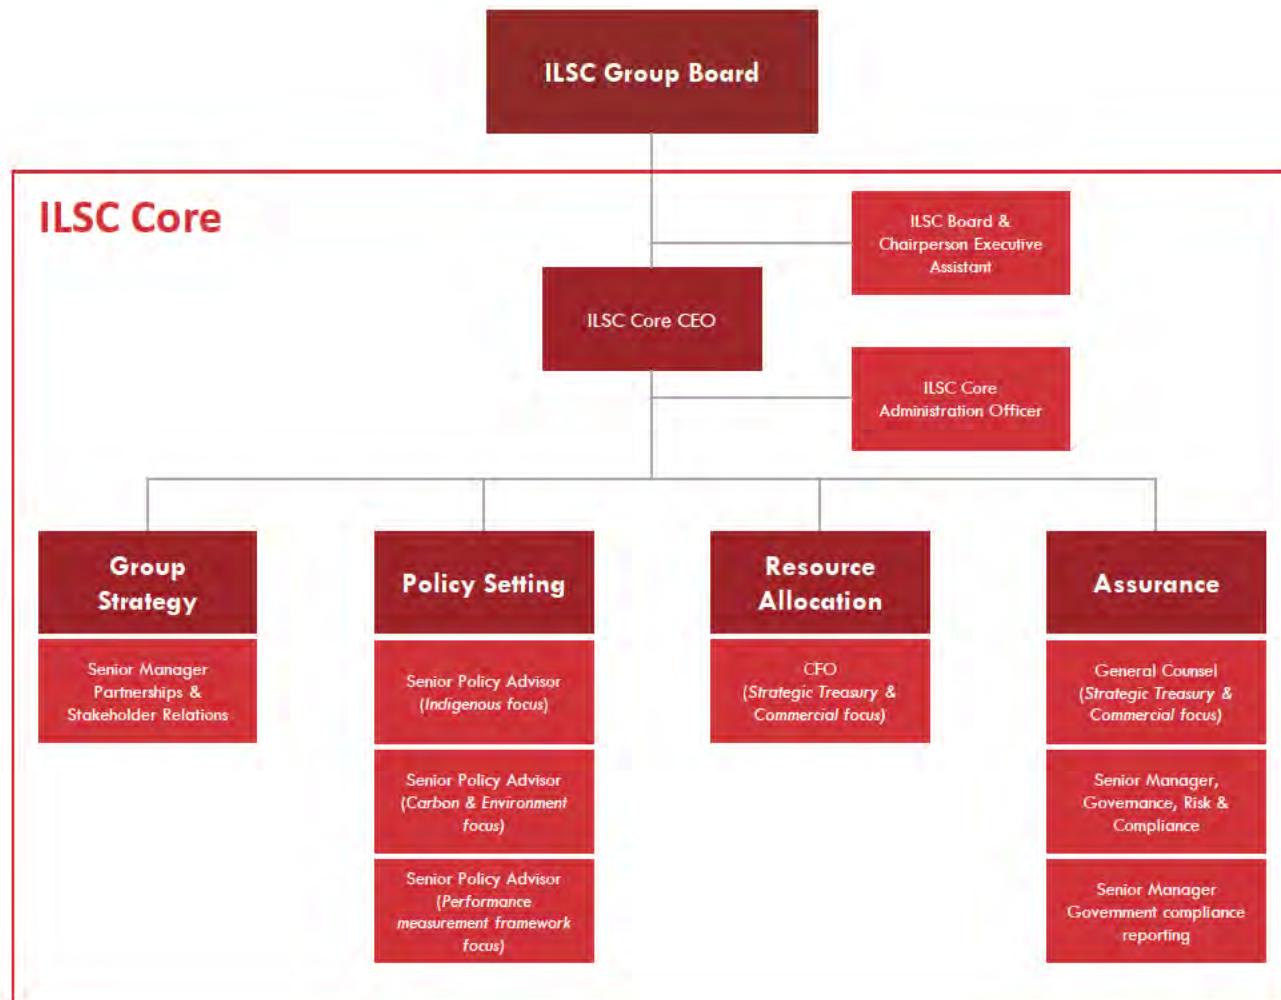 ILSC Group Board
ILSC Core
ILSC Board &
Chairperson Executive
Assistant
ILSC Core CEO
ILSC Core
Administration Officer
Group
Strategy
Senior Manager
Partnerships &
Stakeholder Relations
Policy Setting
Senior Policy Advisor
(Indigenous focus)
Senior Policy Advisor
(Carbon & Environment
focus)
Senior Policy Advisor
(Performance
measurement framework
focus)
Resource
Allocation
CFO
(Strategic Treasury &
Commercial focus)
Assurance
General Counsel
(Strategic Treasury &
Commercial focus)
Senior Manager,
Governance, Risk &
Compliance
Senior Manager
Government compliance
reporting